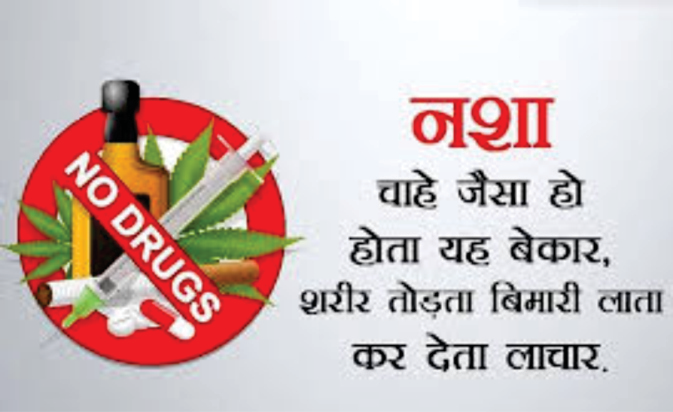 NO DRUGS
नशा
चाहे जैसा हो
होता यह बेकार,
शरीर तोड़ता बिमारी लाता
कर देता लाचार.